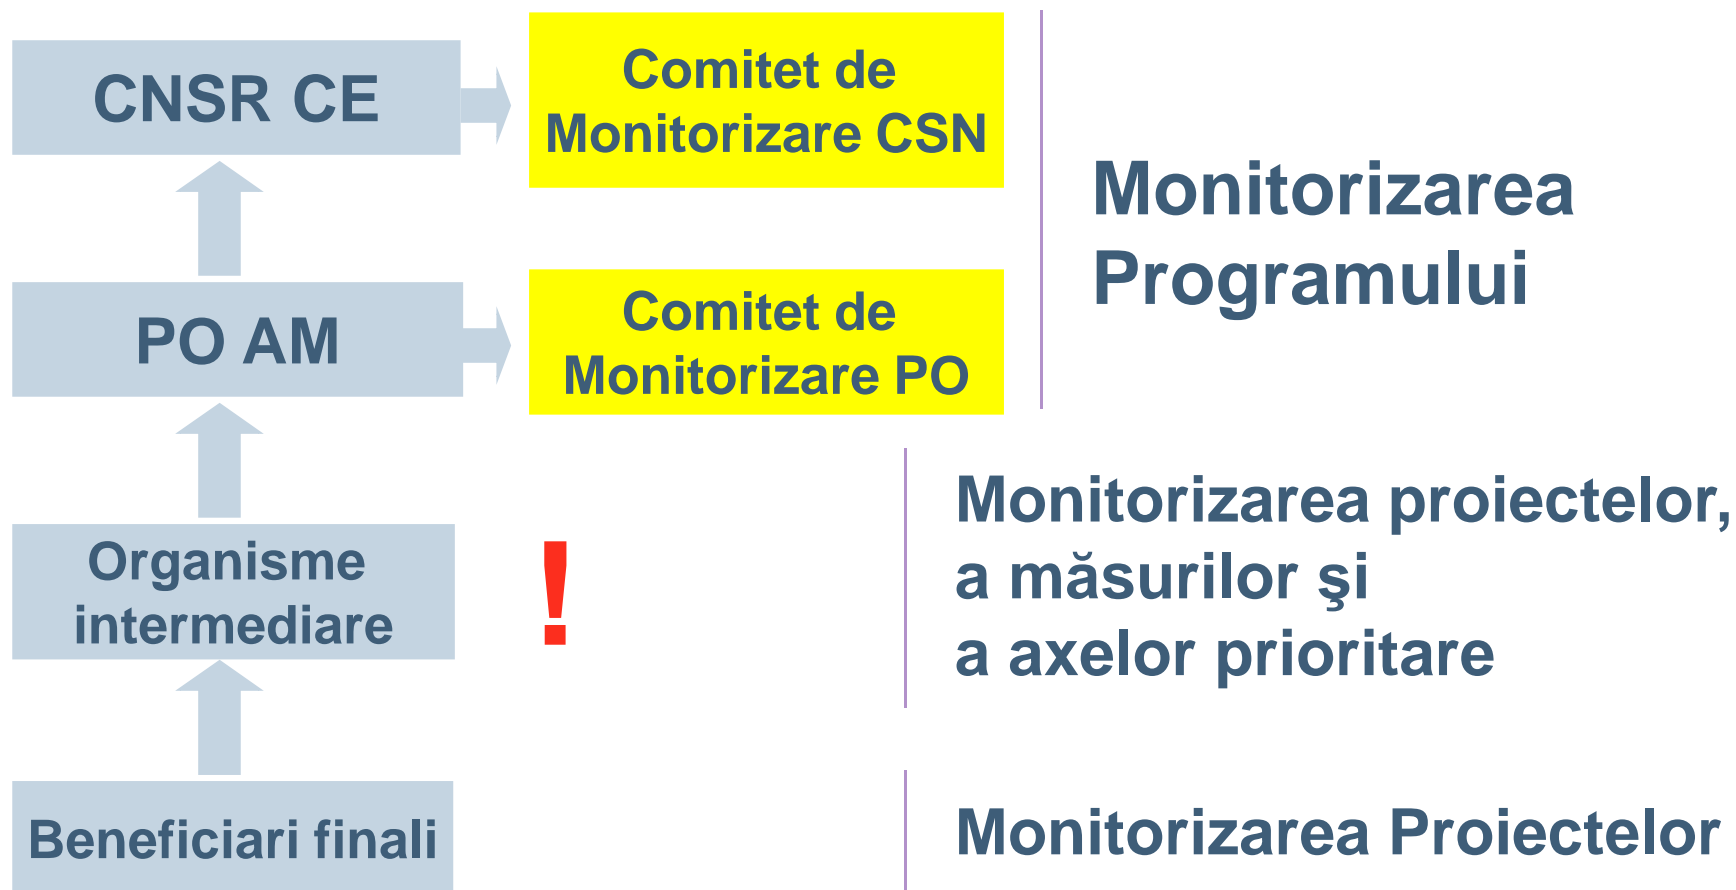 CNSR CE
Comitet de
Monitorizare CSN
Monitorizarea
Programului
PO AM
Comitet de
Monitorizare PO
Organisme
intermediare
!
Monitorizarea proiectelor,
a măsurilor şi
a axelor prioritare
Beneficiari finali
Monitorizarea Proiectelor